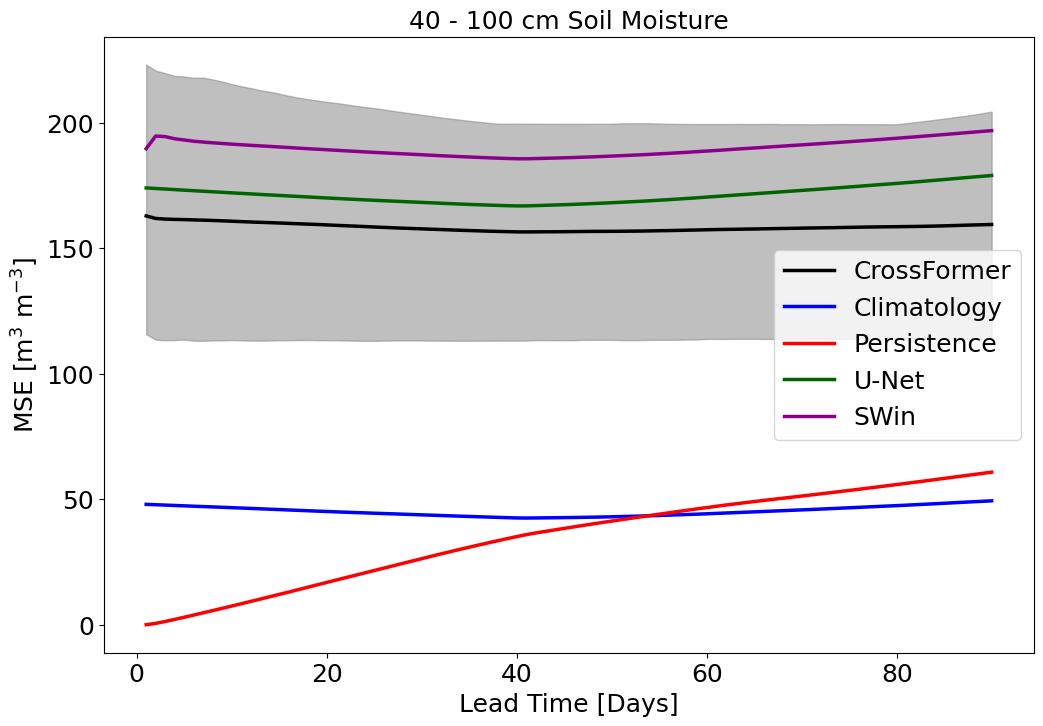 40 - 100 cm Soil Moisture
MSE [m³ m⁻³]
200
150
100
50
0
CrossFormer
Climatology
Persistence
U-Net
SWin
0 20 40 60 80
Lead Time [Days]